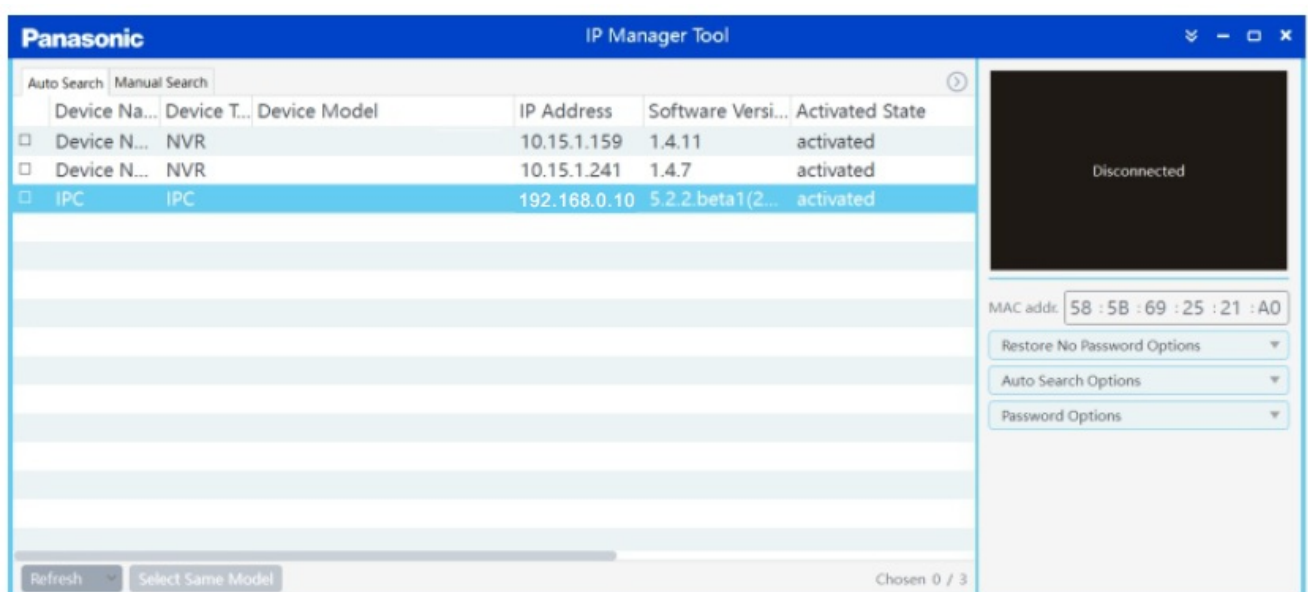 Panasonic IP Manager Tool
Auto Search Manual Search
Device Na... Device T... Device Model IP Address Software Versi... Activated State
Device N... NVR 10.15.1.159 1.4.11 activated
Device N... NVR 10.15.1.241 1.4.7 activated
IPC IPC 192.168.0.10 5.2.2.beta1(2... activated
Refresh Select Same Model Chosen 0 / 3
Disconnected
MAC addr. 58 : 5B : 69 : 25 : 21 : A0
Restore No Password Options
Auto Search Options
Password Options